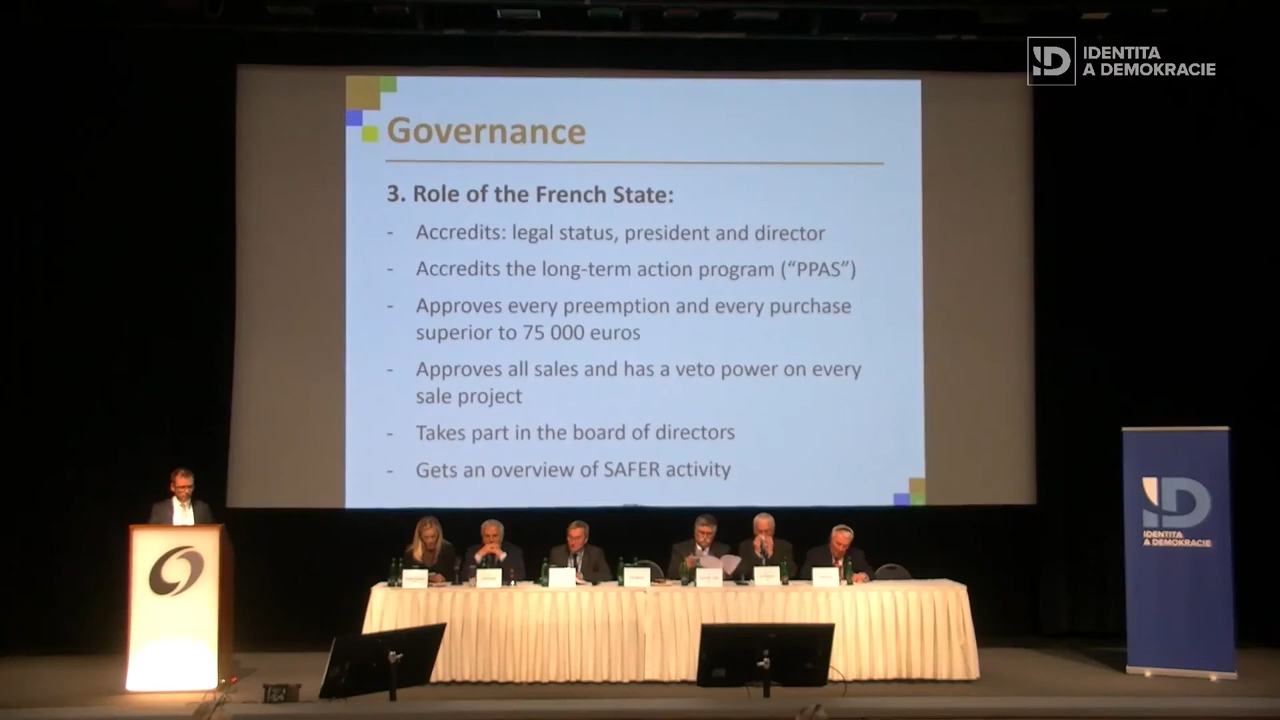 IDENTITA
A DEMOKRACIE
Governance
3. Role of the French State:
- Accredits: legal status, president and director
- Accredits the long-term action program (“PPAS”)
- Approves every preemption and every purchase
superior to 75 000 euros
- Approves all sales and has a veto power on every
sale project
- Takes part in the board of directors
- Gets an overview of SAFER activity
ID
IDENTITA
A DEMOKRACIE